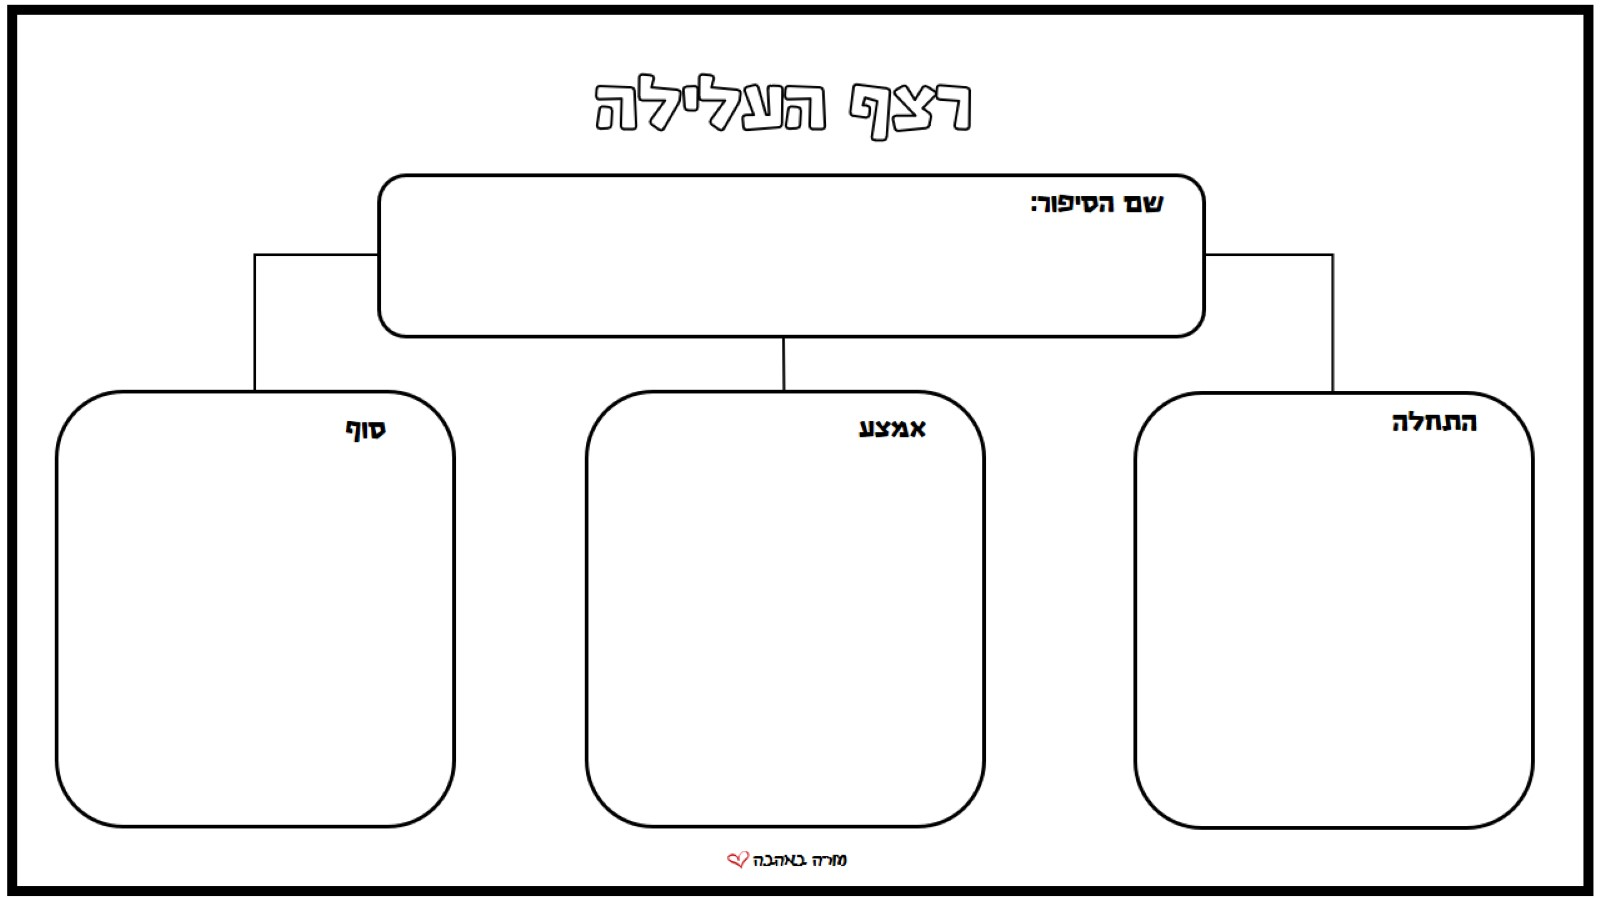 רצף העלילה
שם הסיפור:
התחלה
אמצע
סוף
מורה באהבה